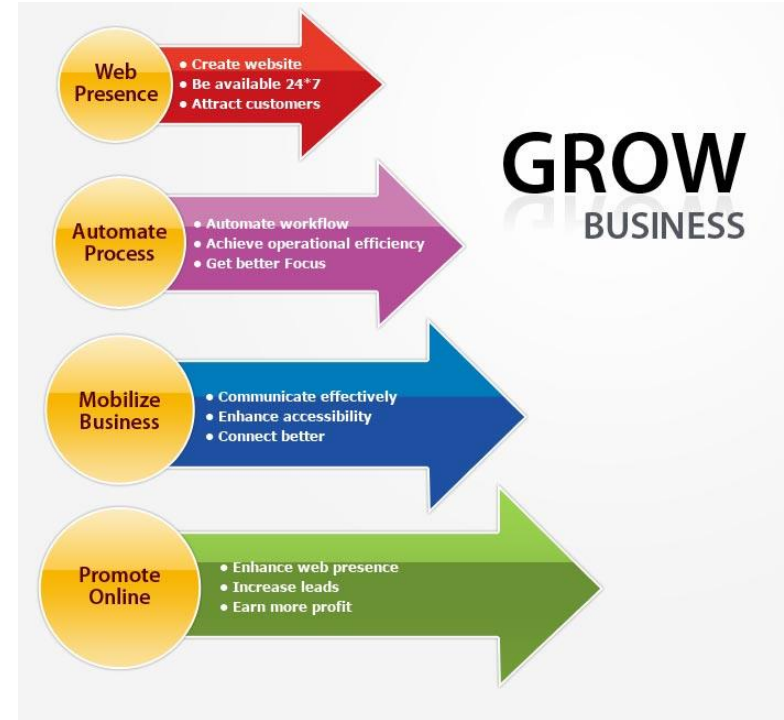 Web
Presence
• Create website
• Be available 24*7
• Attract customers
GROW
BUSINESS
Automate
Process
• Automate workflow
• Achieve operational efficiency
• Get better Focus
Mobilize
Business
• Communicate effectively
• Enhance accessibility
• Connect better
Promote
Online
• Enhance web presence
• Increase leads
• Earn more profit